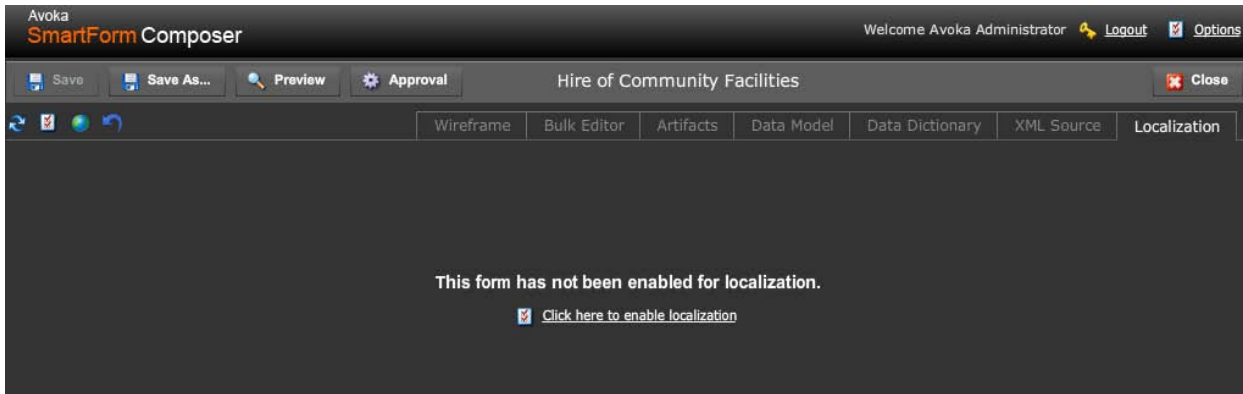 Avoka
SmartForm Composer
Welcome Avoka Administrator Logout Options
Save Save As... Preview Approval Hire of Community Facilities Close
Wireframe Bulk Editor Artifacts Data Model Data Dictionary XML Source Localization
This form has not been enabled for localization.
Click here to enable localization